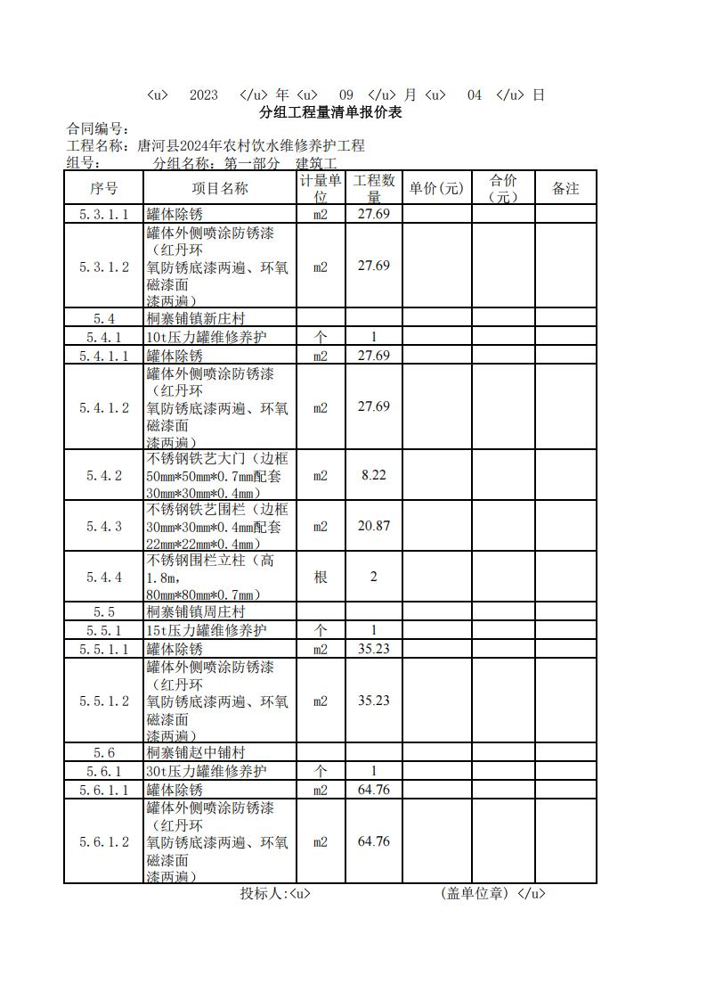 <u> 2023 </u> 年 <u> 09 </u> 月 <u> 04 </u> 日
分组工程量清单报价表
合同编号：
工程名称：唐河县2024年农村饮水维修养护工程
组号： 分组名称：第一部分 建筑工
序号 项目名称 计量单位 工程数量 单价(元) 合价（元） 备注
5.3.1.1 罐体除锈 m2 27.69
5.3.1.2 罐体外侧喷涂防锈漆
（红丹环
氧防锈底漆两遍、环氧
磁漆面
漆两遍） m2 27.69
5.4 桐寨铺镇新庄村
5.4.1 10t压力罐维修养护 个 1
5.4.1.1 罐体除锈 m2 27.69
5.4.1.2 罐体外侧喷涂防锈漆
（红丹环
氧防锈底漆两遍、环氧
磁漆面
漆两遍） m2 27.69
5.4.2 不锈钢铁艺大门（边框
50mm*50mm*0.7mm配套
30mm*30mm*0.4mm） m2 8.22
5.4.3 不锈钢铁艺围栏（边框
30mm*30mm*0.4mm配套
22mm*22mm*0.4mm） m2 20.87
5.4.4 不锈钢围栏立柱（高
1.8m,
80mm*80mm*0.7mm） 根 2
5.5 桐寨铺镇周庄村
5.5.1 15t压力罐维修养护 个 1
5.5.1.1 罐体除锈 m2 35.23
5.5.1.2 罐体外侧喷涂防锈漆
（红丹环
氧防锈底漆两遍、环氧
磁漆面
漆两遍） m2 35.23
5.6 桐寨铺赵中铺村
5.6.1 30t压力罐维修养护 个 1
5.6.1.1 罐体除锈 m2 64.76
5.6.1.2 罐体外侧喷涂防锈漆
（红丹环
氧防锈底漆两遍、环氧
磁漆面
漆两遍） m2 64.76
投标人:<u> (盖单位章) </u>